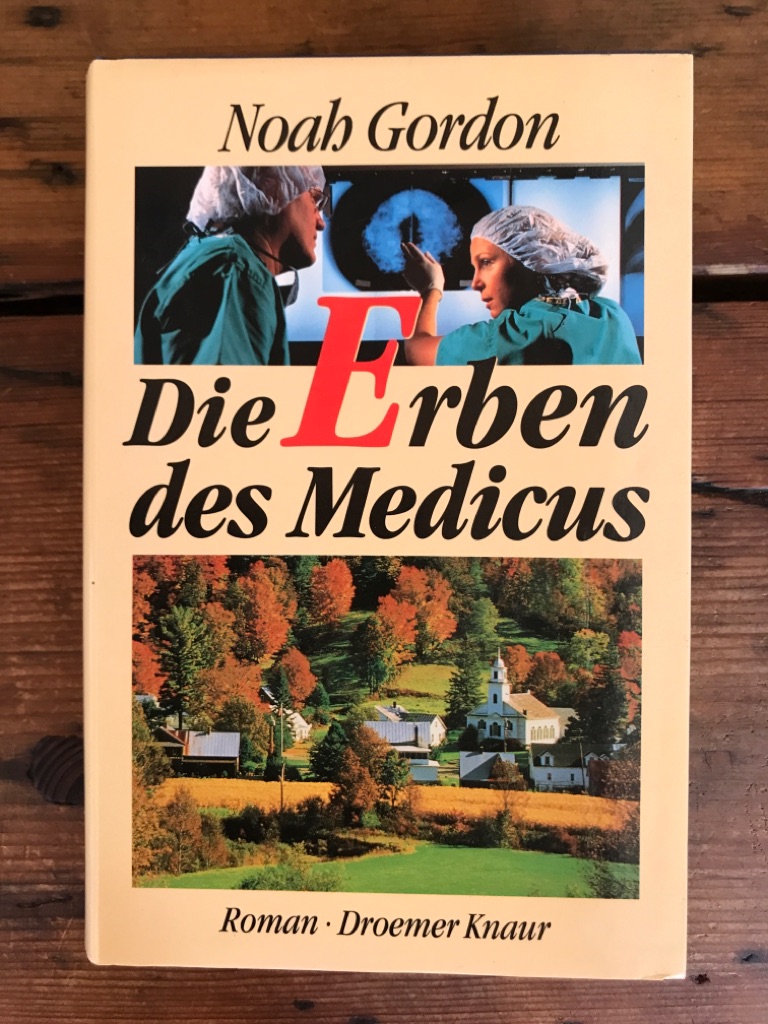 Noah Gordon
Die Erben
des Medicus
Roman · Droemer Knaur